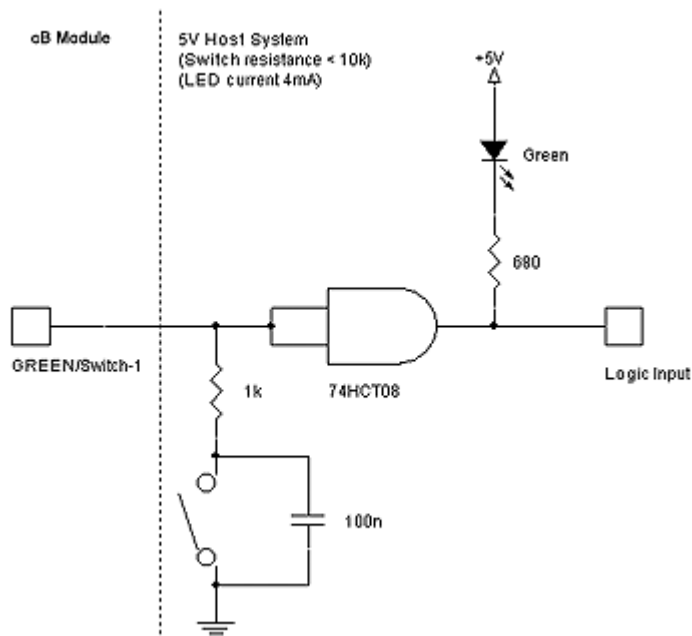 oB Module
5V Host System
(Switch resistance < 10k)
(LED current 4mA)
+5V
Green
680
GREEN/Switch-1
1k
74HCT08
Logic Input
100n